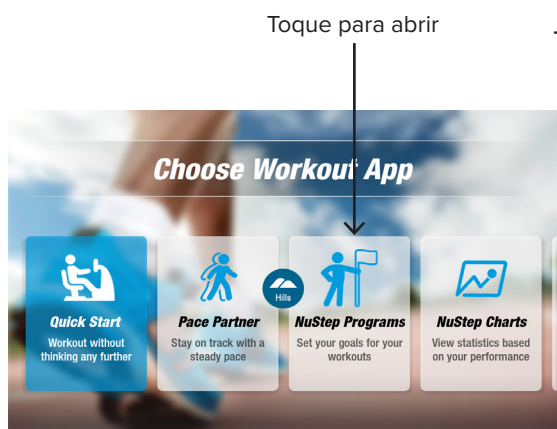 Toque para abrir
Choose Workout App
Hills
Quick Start
Workout without
thinking any further
Pace Partner
Stay on track with a
steady pace
NuStep Programs
Set your goals for your
workouts
NuStep Charts
View statistics based
on your performance